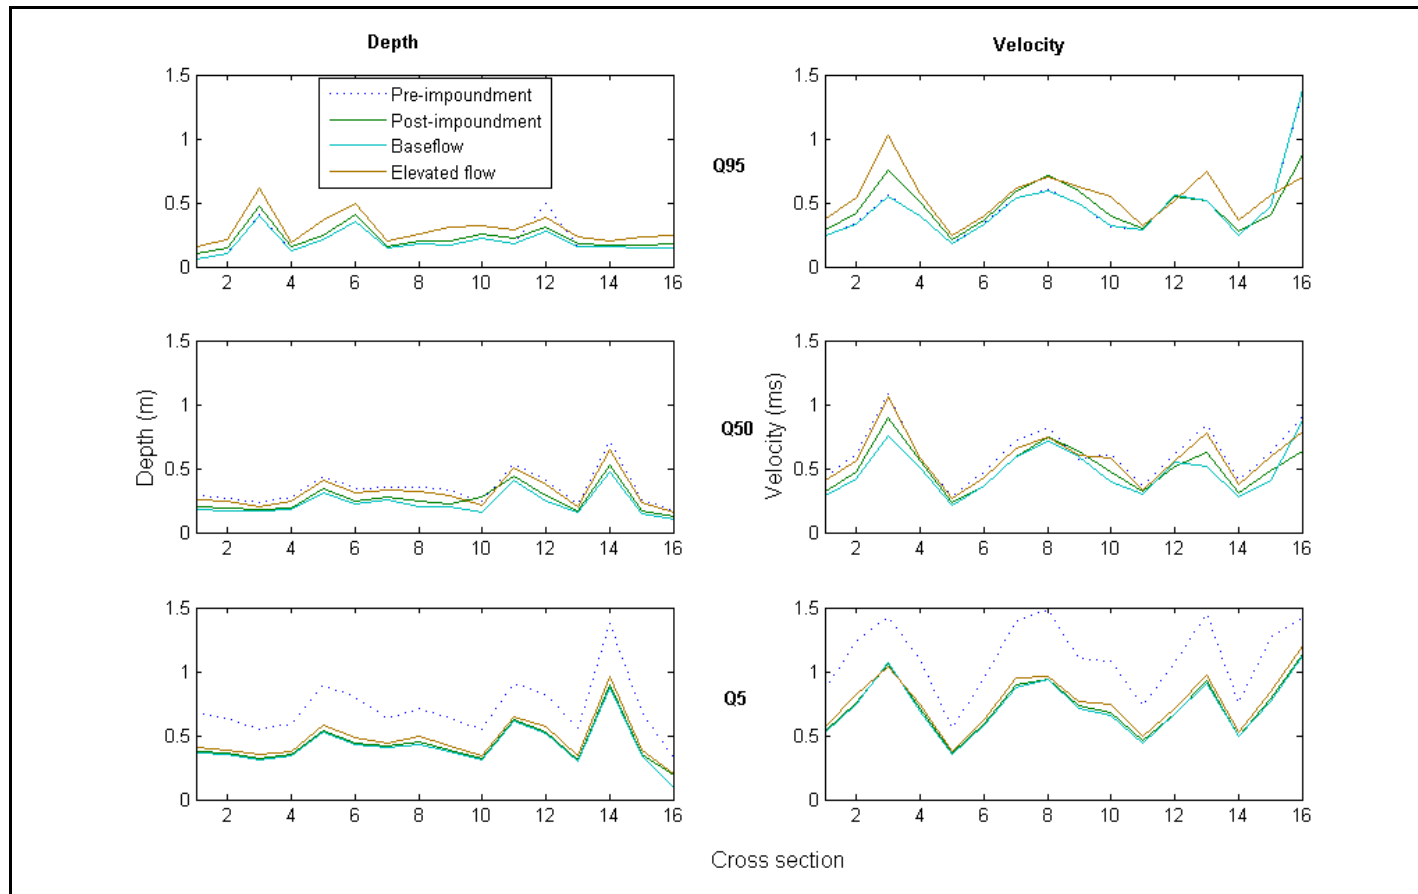 Depth
Velocity
1.5
1
0.5
0
2 4 6 8 10 12 14 16
Pre-impoundment
Post-impoundment
Baseflow
Elevated flow
Q95
1.5
1
0.5
0
2 4 6 8 10 12 14 16
Depth (m)
1.5
1
0.5
0
2 4 6 8 10 12 14 16
Q50
Velocity (ms)
1.5
1
0.5
0
2 4 6 8 10 12 14 16
1.5
1
0.5
0
2 4 6 8 10 12 14 16
Q5
1.5
1
0.5
0
2 4 6 8 10 12 14 16
Cross section